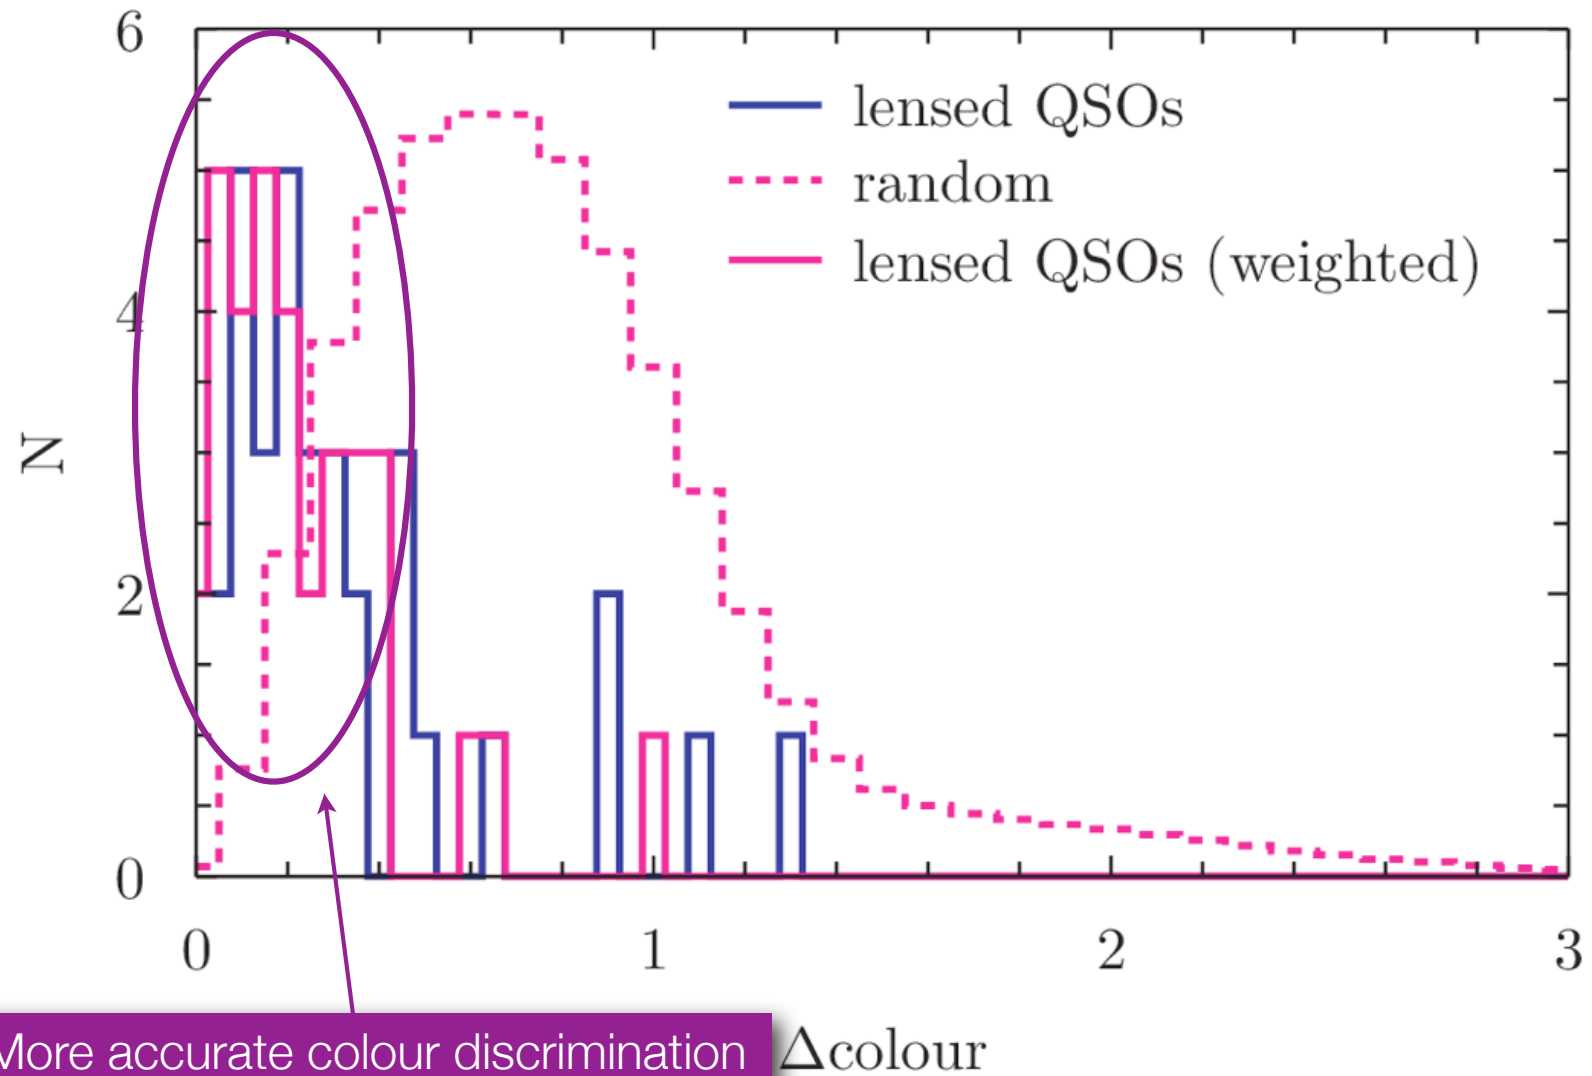 6
4
2
0
N
lensed QSOs
random
lensed QSOs (weighted)
0 1 2 3
More accurate colour discrimination
Δcolour